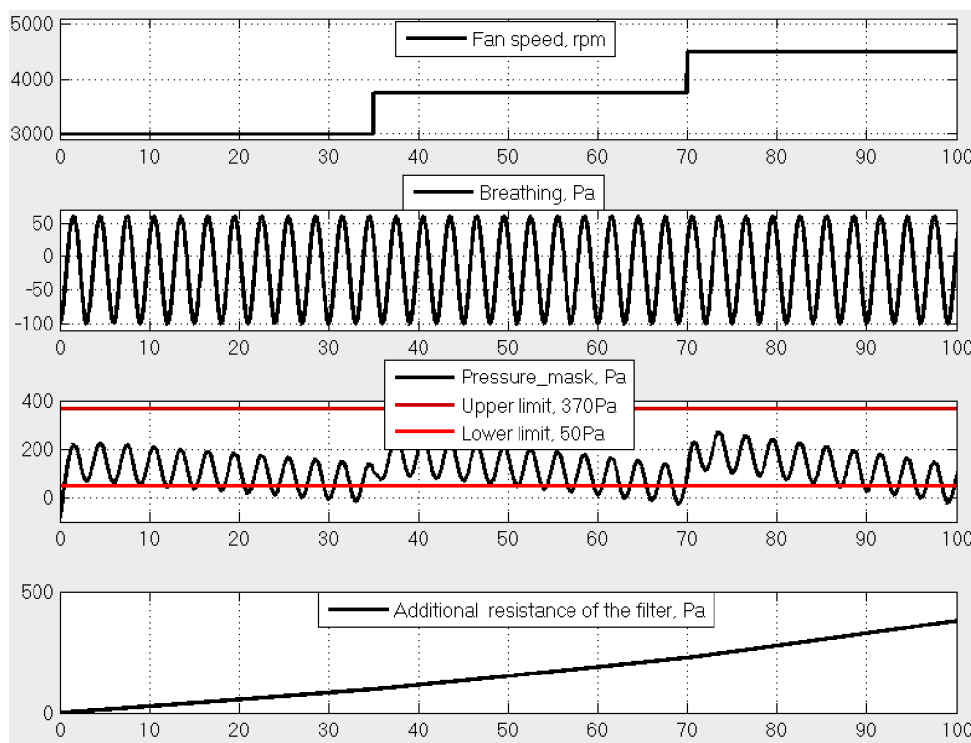 Fan speed, rpm
5000
4000
3000
0 10 20 30 40 50 60 70 80 90 100
Breathing, Pa
50
0
-50
-100
0 10 20 30 40 50 60 70 80 90 100
Pressure_mask, Pa
Upper limit, 370Pa
Lower limit, 50Pa
400
200
0
0 10 20 30 40 50 60 70 80 90 100
Additional resistance of the filter, Pa
500
0
0 10 20 30 40 50 60 70 80 90 100